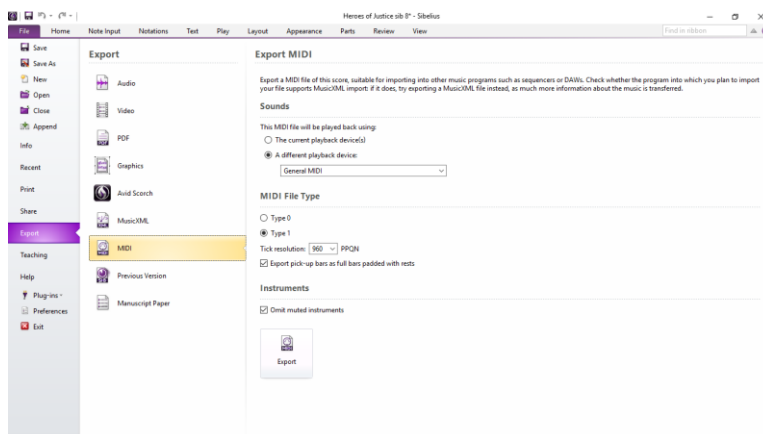 Heroes of Justice sib 8* - Sibelius
File Home Note Input Notations Text Play Layout Appearance Parts Review View Find in ribbon
Save
Save As
New
Open
Close
Append
Info
Recent
Print
Share
Export
Teaching
Help
Plug-ins
Preferences
Exit
Export
Audio
Video
PDF
Graphics
Avid Scorch
MusicXML
MIDI
Previous Version
Manuscript Paper
Export MIDI
Export a MIDI file of this score, suitable for importing into other music programs such as sequencers or DAWs. Check whether the program into which you plan to import
your file supports MusicXML import: if it does, try exporting a MusicXML file instead, as much more information about the music is transferred.
Sounds
This MIDI file will be played back using:
The current playback device(s)
A different playback device:
General MIDI
MIDI File Type
Type 0
Type 1
Tick resolution: 960 PPQN
Export pick-up bars as full bars padded with rests
Instruments
Omit muted instruments
Export